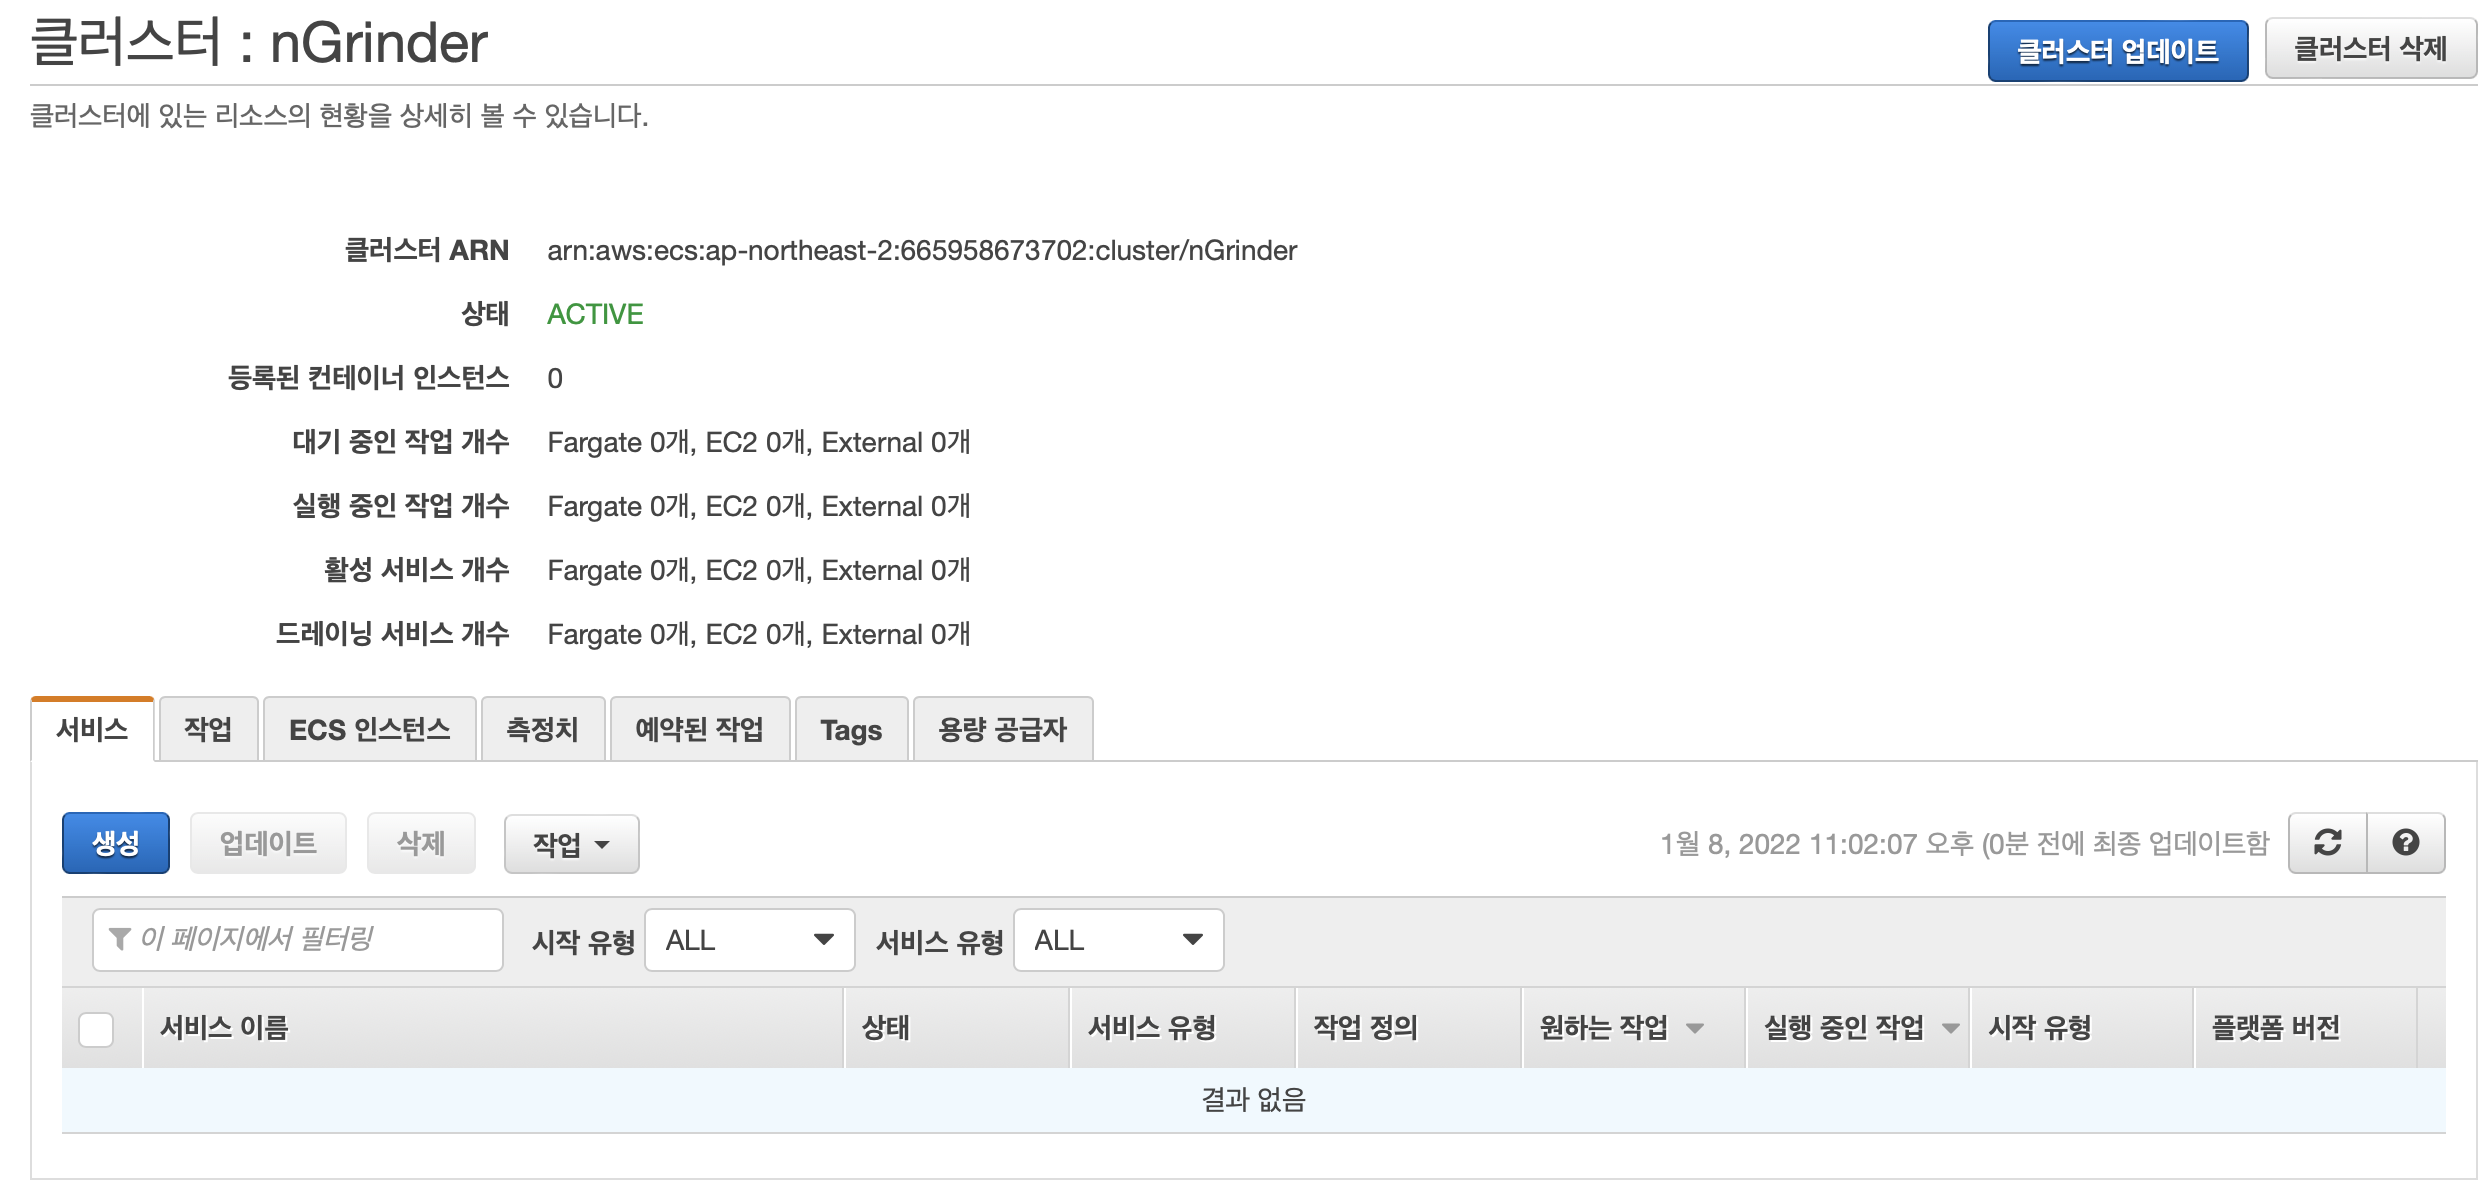 클러스터 : nGrinder
클러스터 업데이트
클러스터 삭제
클러스터에 있는 리소스의 현황을 상세히 볼 수 있습니다.
클러스터 ARN arn:aws:ecs:ap-northeast-2:665958673702:cluster/nGrinder
상태 ACTIVE
등록된 컨테이너 인스턴스 0
대기 중인 작업 개수 Fargate 0개, EC2 0개, External 0개
실행 중인 작업 개수 Fargate 0개, EC2 0개, External 0개
활성 서비스 개수 Fargate 0개, EC2 0개, External 0개
드레이닝 서비스 개수 Fargate 0개, EC2 0개, External 0개
서비스 작업 ECS 인스턴스 측정치 예약된 작업 Tags 용량 공급자
생성 업데이트 삭제 작업 1월 8, 2022 11:02:07 오후 (0분 전에 최종 업데이트함
이 페이지에서 필터링 시작 유형 ALL 서비스 유형 ALL
서비스 이름 상태 서비스 유형 작업 정의 원하는 작업 실행 중인 작업 시작 유형 플랫폼 버전
결과 없음